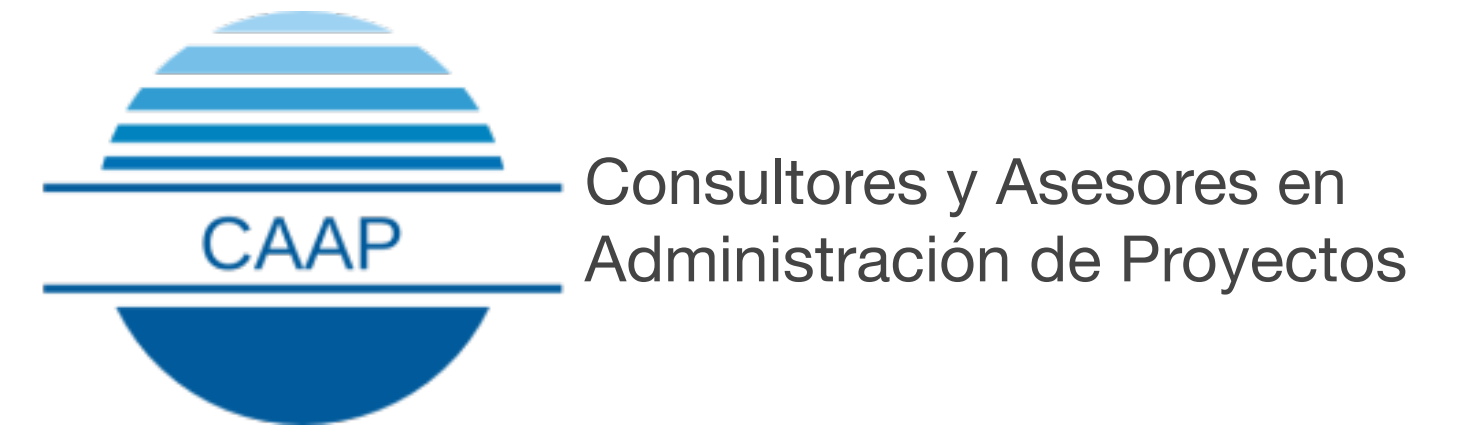 CAAP
Consultores y Asesores en
Administración de Proyectos